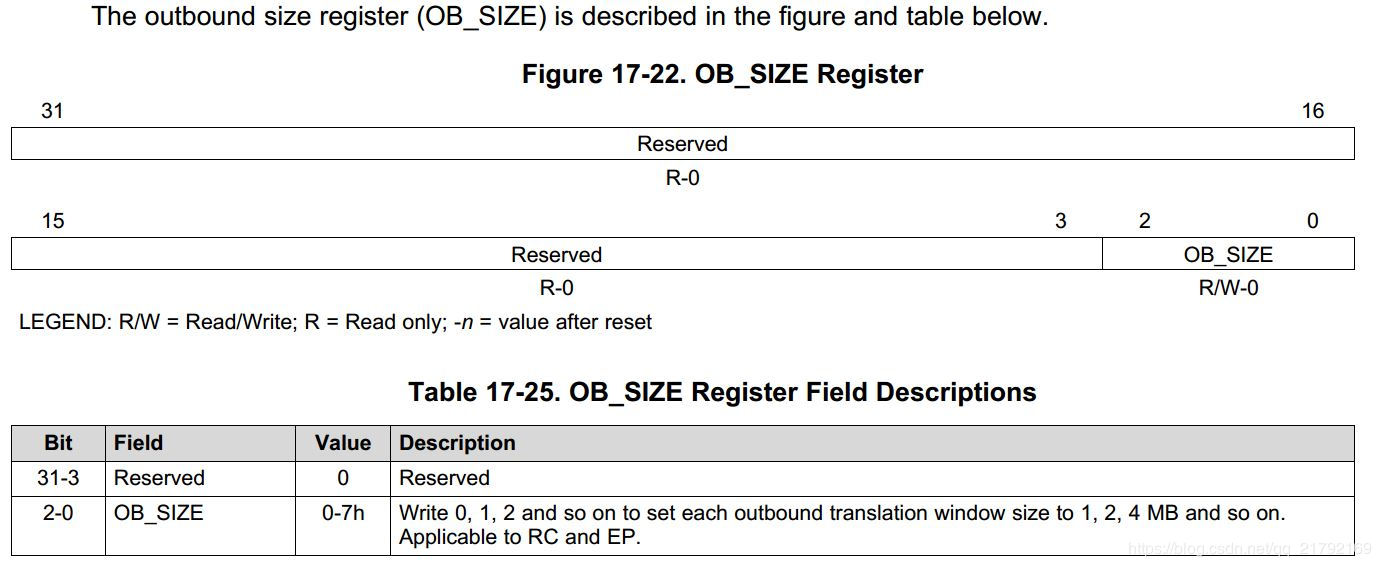 The outbound size register (OB_SIZE) is described in the figure and table below.
Figure 17-22. OB_SIZE Register
31 16
Reserved
R-0
15 3 2 0
Reserved OB_SIZE
R-0 R/W-0
LEGEND: R/W = Read/Write; R = Read only; -n = value after reset
Table 17-25. OB_SIZE Register Field Descriptions
Bit Field Value Description
31-3 Reserved 0 Reserved
2-0 OB_SIZE 0-7h Write 0, 1, 2 and so on to set each outbound translation window size to 1, 2, 4 MB and so on.
Applicable to RC and EP.
https://blog.csdn.net/qq_21792169